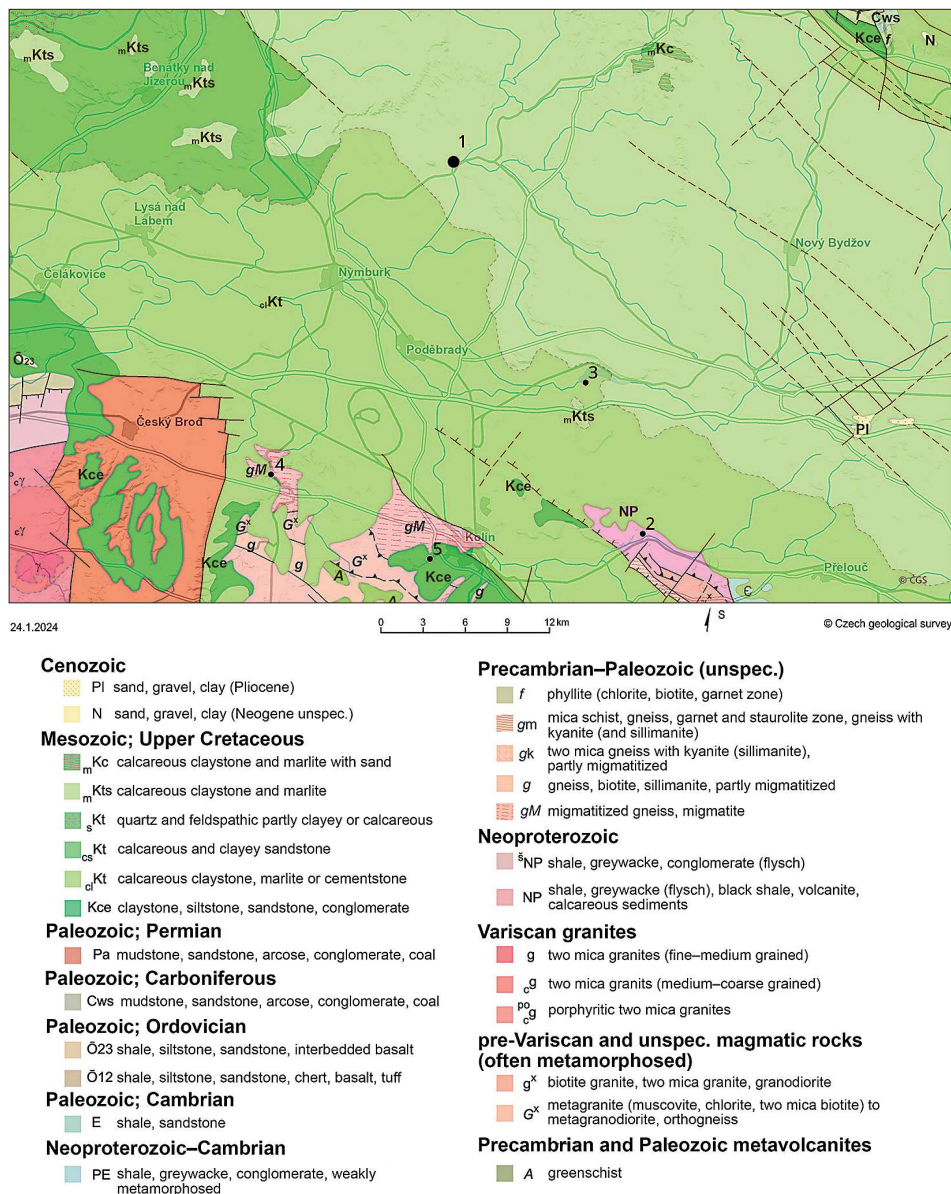 Cws
mKts
mKts
mKc
Kce f
N
Benátky nad
Jizerou
mKts
mKts
1
Lysá nad
Labem
Nový Bydžov
Čelákovice
Nymburk
clKt
Poděbrady
Ō23
3
mKts
Český Brod
Pl
gM
4
Kce
Kce
gM
NP
2
cγ
Gx
Gx
Kolín
g
g
Gx
5
Kce
Kce
Přelouč
γ
A
A
g
Є
© CGS
24.1.2024
0 3 6 9 12 km
S
© Czech geological survey
Cenozoic
Pl sand, gravel, clay (Pliocene)
N sand, gravel, clay (Neogene unspec.)
Mesozoic; Upper Cretaceous
mKc calcareous claystone and marlite with sand
mKts calcareous claystone and marlite
sKt quartz and feldspathic partly clayey or calcareous
csKt calcareous and clayey sandstone
clKt calcareous claystone, marlite or cementstone
Kce claystone, siltstone, sandstone, conglomerate
Paleozoic; Permian
Pa mudstone, sandstone, arcose, conglomerate, coal
Paleozoic; Carboniferous
Cws mudstone, sandstone, arcose, conglomerate, coal
Paleozoic; Ordovician
Ō23 shale, siltstone, sandstone, interbedded basalt
Ō12 shale, siltstone, sandstone, chert, basalt, tuff
Paleozoic; Cambrian
E shale, sandstone
Neoproterozoic–Cambrian
PE shale, greywacke, conglomerate, weakly
metamorphosed
Precambrian–Paleozoic (unspec.)
f phyllite (chlorite, biotite, garnet zone)
gm mica schist, gneiss, garnet and staurolite zone, gneiss with
kyanite (and sillimanite)
gk two mica gneiss with kyanite (sillimanite),
partly migmatitized
g gneiss, biotite, sillimanite, partly migmatitized
gM migmatitized gneiss, migmatite
Neoproterozoic
šNP shale, greywacke, conglomerate (flysch)
NP shale, greywacke (flysch), black shale, volcanite,
calcareous sediments
Variscan granites
g two mica granites (fine–medium grained)
cg two mica granits (medium–coarse grained)
pocg porphyritic two mica granites
pre-Variscan and unspec. magmatic rocks
(often metamorphosed)
gx biotite granite, two mica granite, granodiorite
Gx metagranite (muscovite, chlorite, two mica biotite) to
metagranodiorite, orthogneiss
Precambrian and Paleozoic metavolcanites
A greenschist